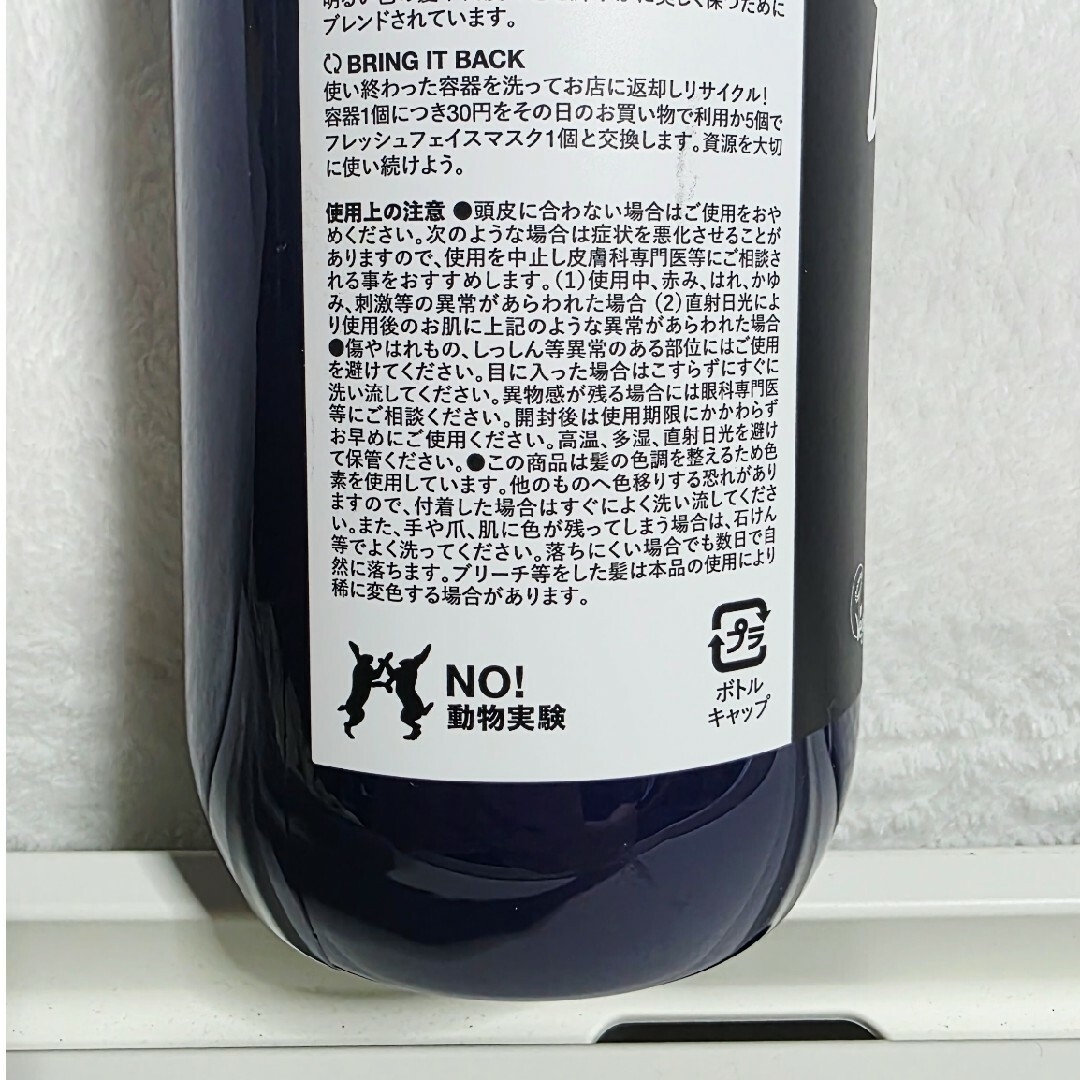 ブレンドされています。
BRING IT BACK
使い終わった容器を洗ってお店に返却しリサイクル!
容器1個につき30円をその日のお買い物で利用か5個で
フレッシュフェイスマスク1個と交換します。資源を大切
に使い続けよう。
使用上の注意 ●頭皮に合わない場合はご使用をおや
めください。次のような場合は症状を悪化させることが
ありますので、使用を中止し皮膚科専門医等にご相談さ
れる事をおすすめします。(1)使用中、赤み、はれ、かゆ
み、刺激等の異常があらわれた場合 (2)直射日光によ
り使用後のお肌に上記のような異常があらわれた場合
●傷やはれもの、しっしん等異常のある部位にはご使用
を避けてください。目に入った場合はこすらずにすぐに
洗い流してください。異物感が残る場合には眼科専門医
等にご相談ください。開封後は使用期限にかかわらず
お早めにご使用ください。高温、多湿、直射日光を避け
て保管ください。●この商品は髪の色調を整えるため色
素を使用しています。他のものへ色移りする恐れがあり
ますので、付着した場合はすぐによく洗い流してくださ
い。また、手や爪、肌に色が残ってしまう場合は、石けん
等でよく洗ってください。落ちにくい場合でも数日で自
然に落ちます。ブリーチ等をした髪は本品の使用により
稀に変色する場合があります。
NO!
動物実験
プラ
ボトル
キャップ